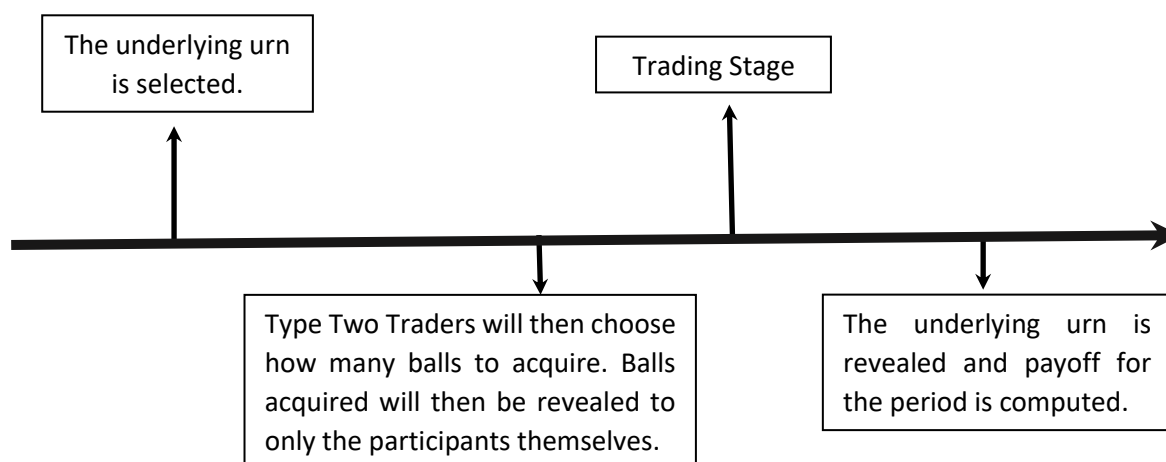 The underlying urn
is selected.
Trading Stage
Type Two Traders will then choose
how many balls to acquire. Balls
acquired will then be revealed to
only the participants themselves.
The underlying urn is
revealed and payoff for
the period is computed.